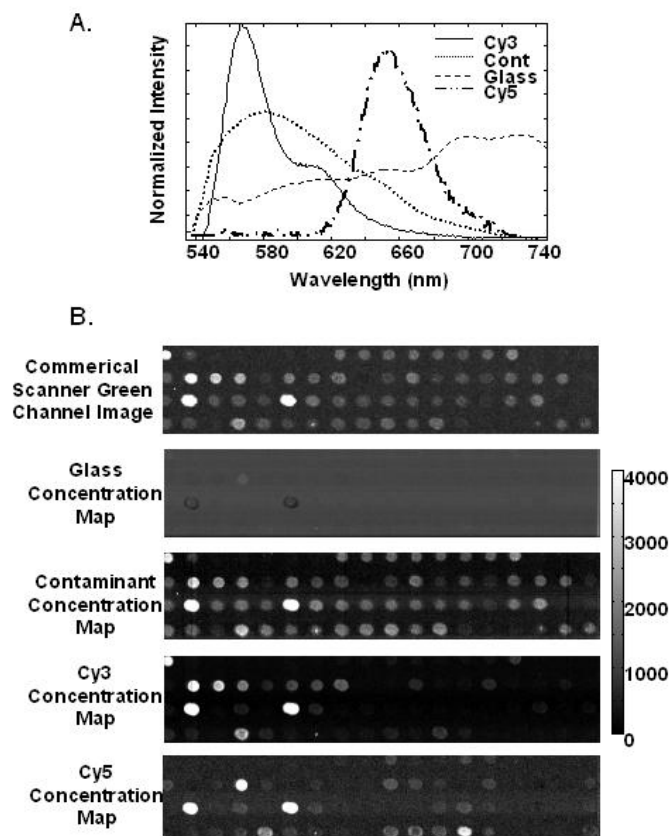 A.
Normalized Intensity
Cy3
Cont
Glass
Cy5
540 580 620 660 700 740
Wavelength (nm)
B.
Commerical
Scanner Green
Channel Image
Glass
Concentration
Map
Contaminant
Concentration
Map
Cy3
Concentration
Map
Cy5
Concentration
Map
4000
3000
2000
1000
0